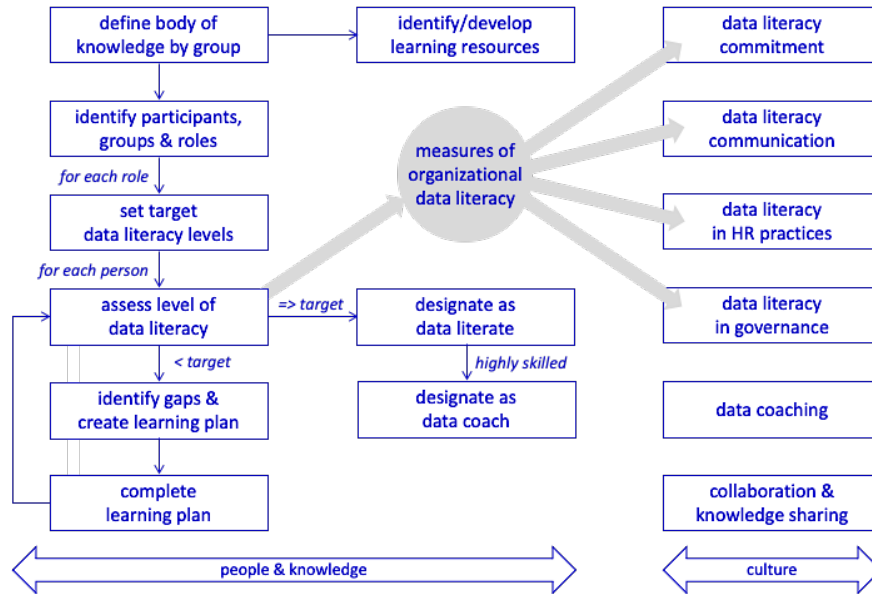 define body of
knowledge by group
identify/develop
learning resources
data literacy
commitment
identify participants,
groups & roles
measures of
organizational
data literacy
data literacy
communication
for each role
set target
data literacy levels
data literacy
in HR practices
for each person
assess level of
data literacy
=> target
designate as
data literate
data literacy
in governance
< target
highly skilled
identify gaps &
create learning plan
designate as
data coach
data coaching
complete
learning plan
collaboration &
knowledge sharing
people & knowledge
culture